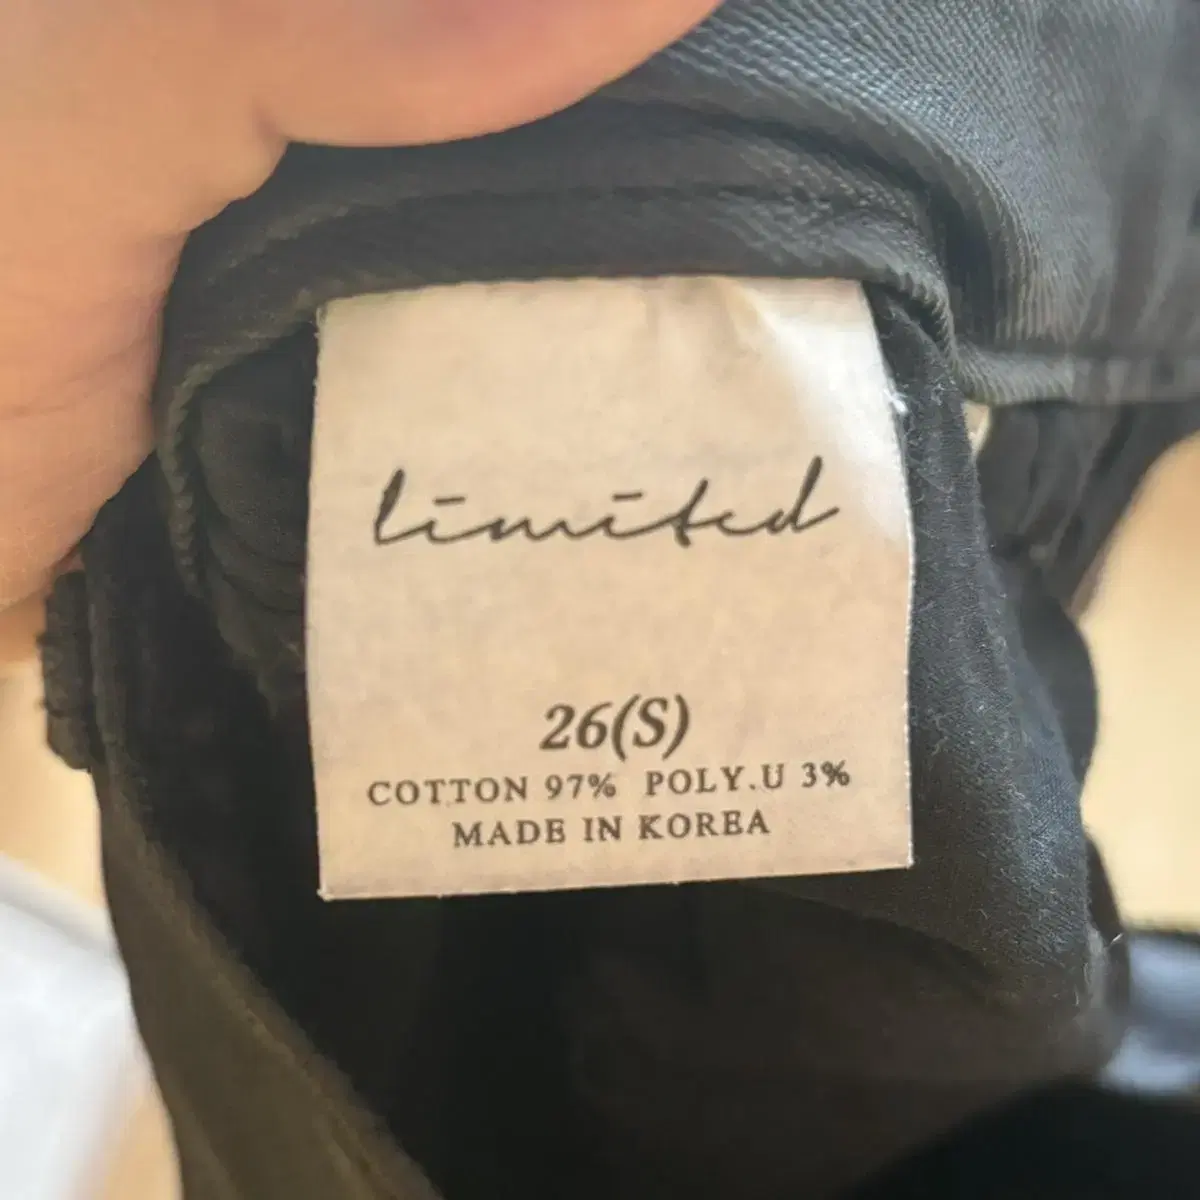 limited
26(S)
COTTON 97% POLY.U 3%
MADE IN KOREA